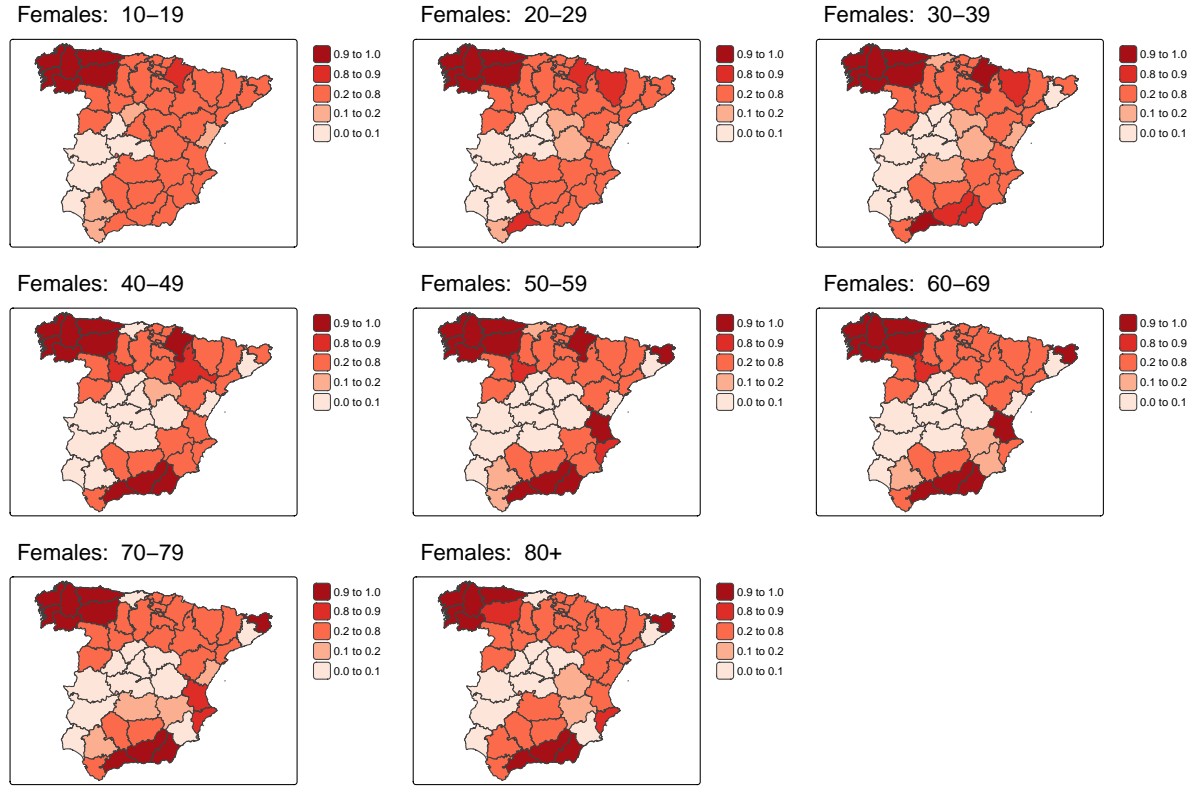 Females: 10−19
0.9 to 1.0
0.8 to 0.9
0.2 to 0.8
0.1 to 0.2
0.0 to 0.1
Females: 20−29
0.9 to 1.0
0.8 to 0.9
0.2 to 0.8
0.1 to 0.2
0.0 to 0.1
Females: 30−39
0.9 to 1.0
0.8 to 0.9
0.2 to 0.8
0.1 to 0.2
0.0 to 0.1
Females: 40−49
0.9 to 1.0
0.8 to 0.9
0.2 to 0.8
0.1 to 0.2
0.0 to 0.1
Females: 50−59
0.9 to 1.0
0.8 to 0.9
0.2 to 0.8
0.1 to 0.2
0.0 to 0.1
Females: 60−69
0.9 to 1.0
0.8 to 0.9
0.2 to 0.8
0.1 to 0.2
0.0 to 0.1
Females: 70−79
0.9 to 1.0
0.8 to 0.9
0.2 to 0.8
0.1 to 0.2
0.0 to 0.1
Females: 80+
0.9 to 1.0
0.8 to 0.9
0.2 to 0.8
0.1 to 0.2
0.0 to 0.1